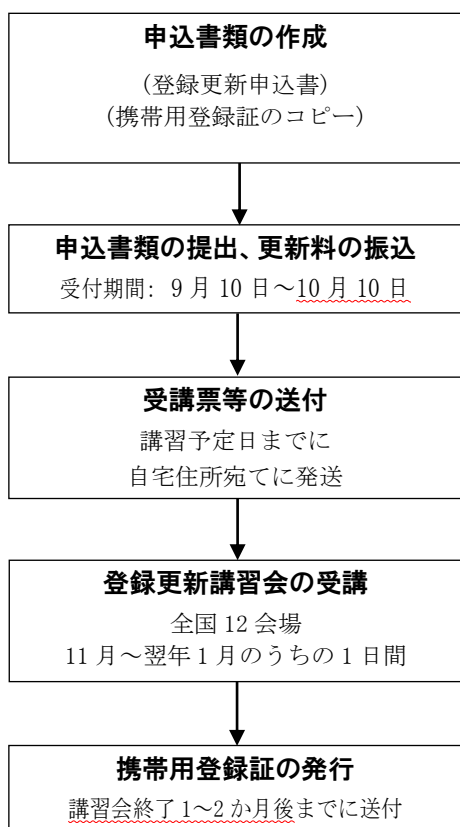 申込書類の作成
(登録更新申込書)
(携帯用登録証のコピー)
申込書類の提出、更新料の振込
受付期間: 9月10日～10月10日
受講票等の送付
講習予定日までに
自宅住所宛てに発送
登録更新講習会の受講
全国12会場
11月～翌年1月のうちの1日間
携帯用登録証の発行
講習会終了1～2か月後までに送付